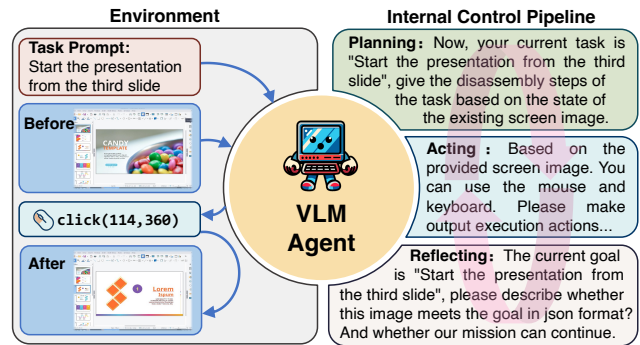 Environment
Task Prompt:
Start the presentation
from the third slide
Before
CANDY
TEMPLATE
click(114,360)
After
Lorem
Ipsum
VLM
Agent
Internal Control Pipeline
Planning: Now, your current task is
"Start the presentation from the third
slide", give the disassembly steps of
the task based on the state of
the existing screen image.
Acting : Based on the
provided screen image. You
can use the mouse and
keyboard. Please make
output execution actions...
Reflecting: The current goal
is "Start the presentation from
the third slide", please describe whether
this image meets the goal in json format?
And whether our mission can continue.